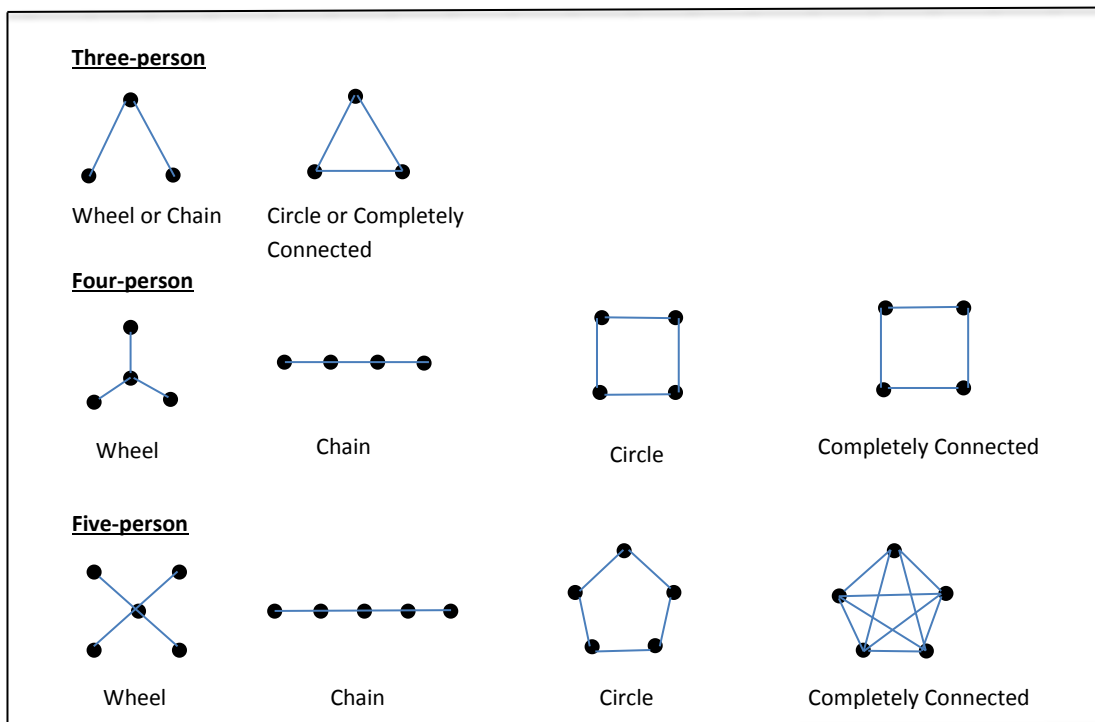 Three-person
Wheel or Chain
Circle or Completely
Connected
Four-person
Wheel
Chain
Circle
Completely Connected
Five-person
Wheel
Chain
Circle
Completely Connected